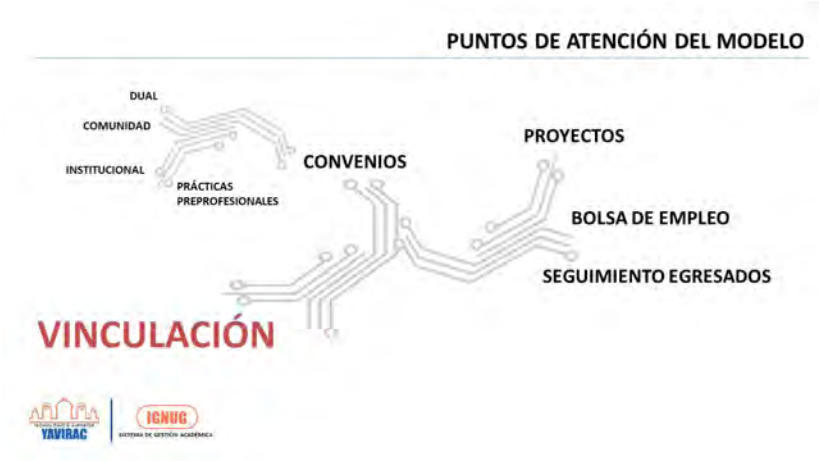 PUNTOS DE ATENCIÓN DEL MODELO
DUAL
COMUNIDAD
INSTITUCIONAL
PRÁCTICAS
PREPROFESIONALES
CONVENIOS
PROYECTOS
BOLSA DE EMPLEO
SEGUIMIENTO EGRESADOS
VINCULACIÓN
YAVIRAC
IGNUG
SISTEMA DE GESTIÓN ACADÉMICA